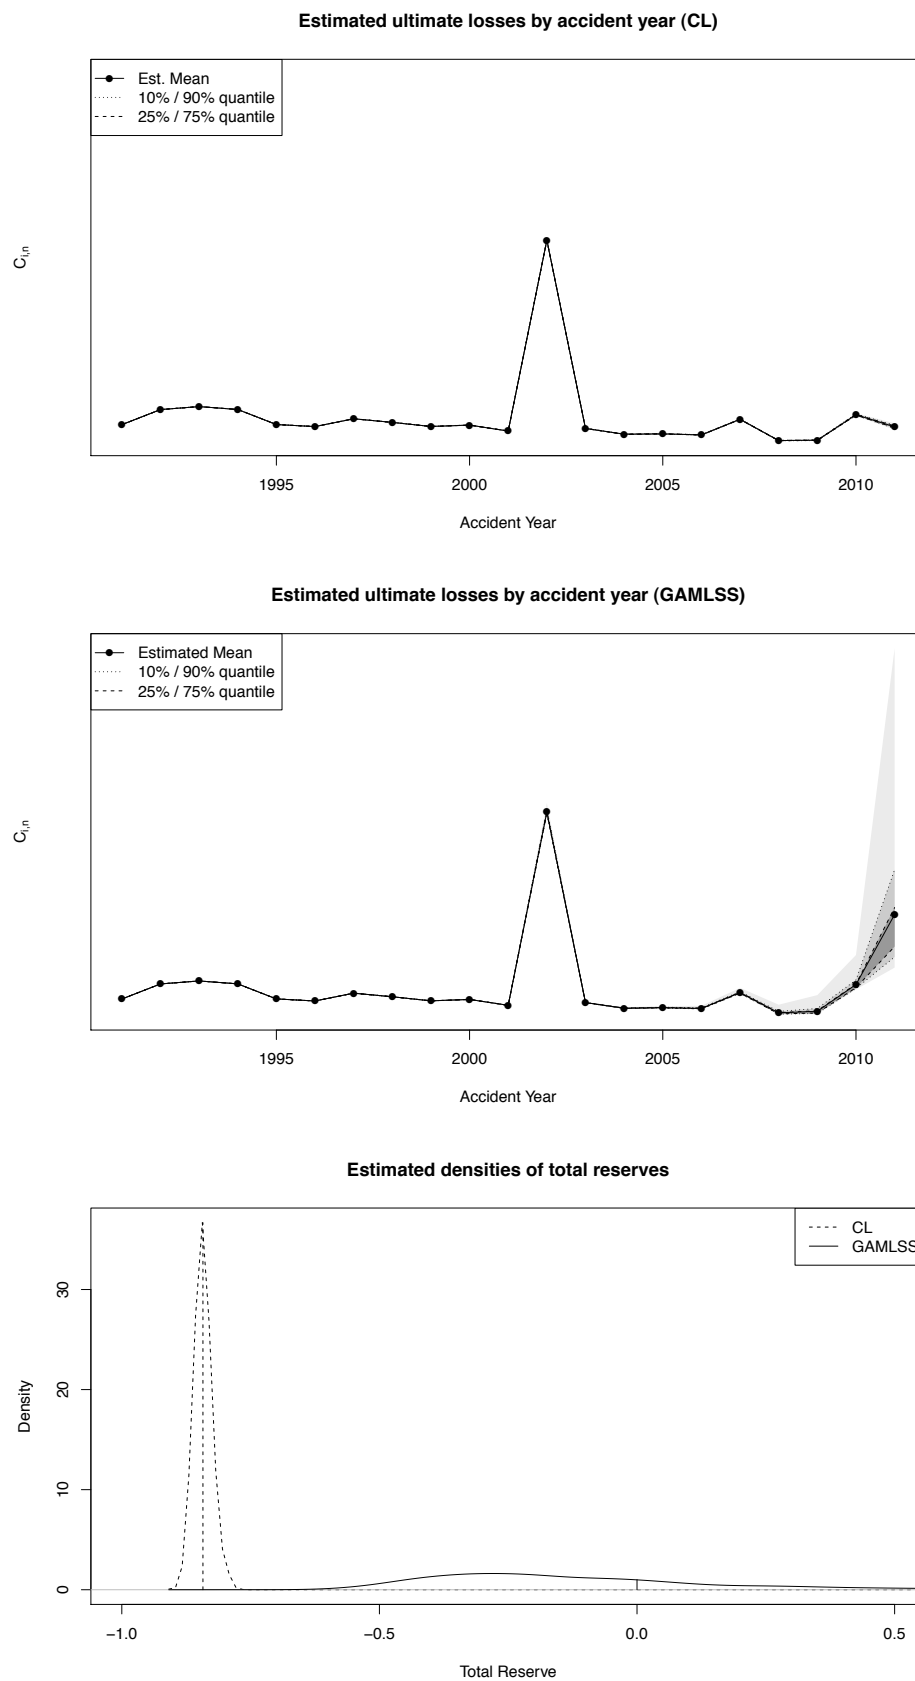 Estimated ultimate losses by accident year (CL)
Est. Mean
10% / 90% quantile
25% / 75% quantile
Ci,n
1995 2000 2005 2010
Accident Year
Estimated ultimate losses by accident year (GAMLSS)
Estimated Mean
10% / 90% quantile
25% / 75% quantile
Ci,n
1995 2000 2005 2010
Accident Year
Estimated densities of total reserves
CL
GAMLSS
30
20
10
0
Density
−1.0 −0.5 0.0 0.5
Total Reserve